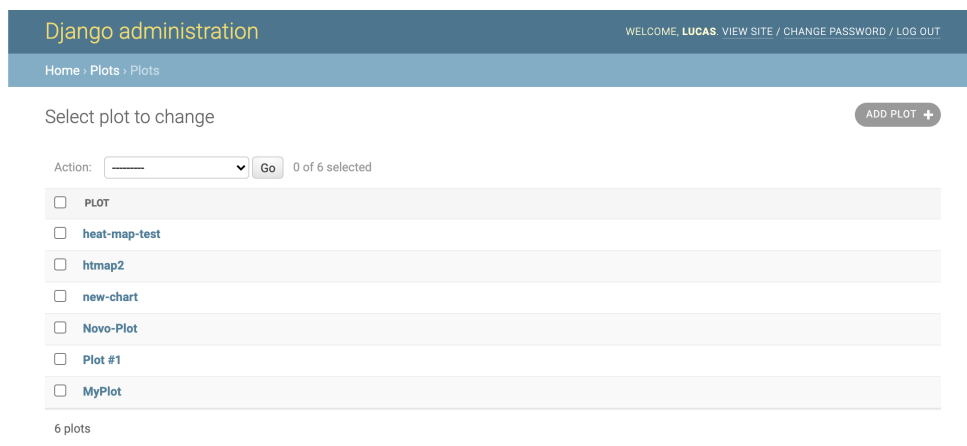 Django administration
WELCOME, LUCAS. VIEW SITE / CHANGE PASSWORD / LOG OUT
Home › Plots › Plots
Select plot to change
ADD PLOT +
Action: --------- Go 0 of 6 selected
PLOT
heat-map-test
htmap2
new-chart
Novo-Plot
Plot #1
MyPlot
6 plots